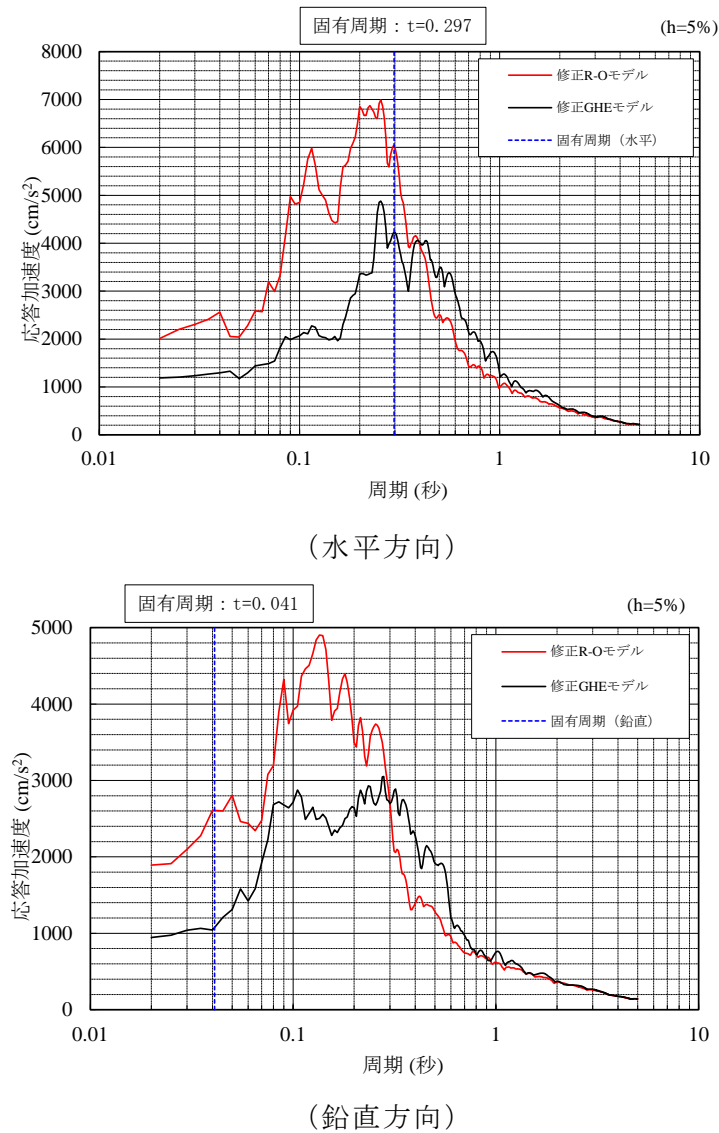 固有周期：t=0.297
(h=5%)
8000
7000
6000
5000
4000
3000
2000
1000
0
応答加速度 (cm/s²)
修正R-Oモデル
修正GHEモデル
固有周期（水平）
0.01
0.1
1
10
周期 (秒)
（水平方向）
固有周期：t=0.041
(h=5%)
5000
4000
3000
2000
1000
0
応答加速度 (cm/s²)
修正R-Oモデル
修正GHEモデル
固有周期（鉛直）
0.01
0.1
1
10
周期 (秒)
（鉛直方向）